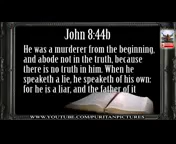 John 8:44b
He was a murderer from the beginning,
and abode not in the truth, because
there is no truth in him. When he
speaketh a lie, he speaketh of his own:
for he is a liar, and the father of it
WWW.YOUTUBE.COM/PURITANPICTURES